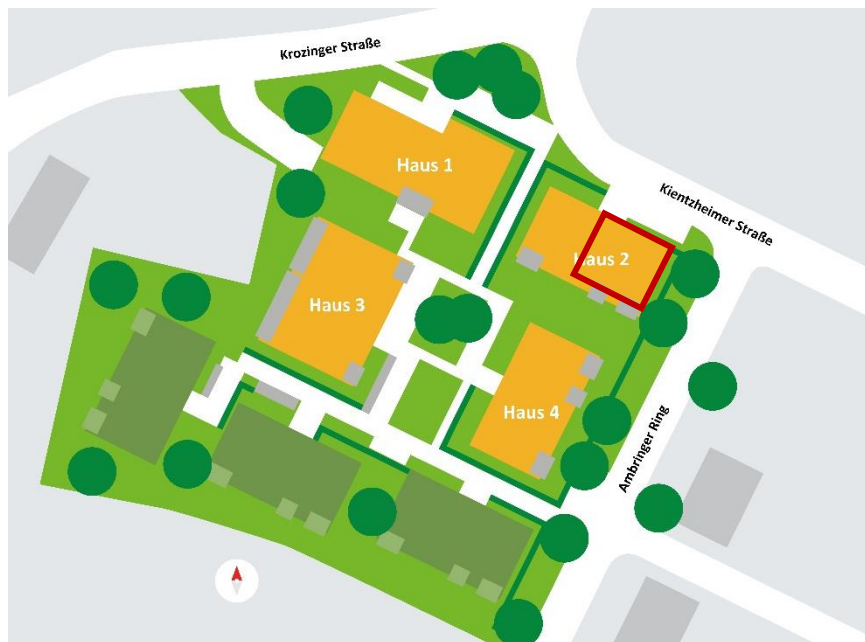 Krozinger Straße
Haus 1
Kientzheimer Straße
Haus 2
Haus 3
Haus 4
Ambringer Ring